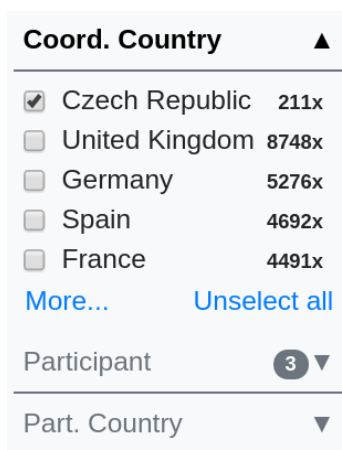 Coord. Country ▲
Czech Republic 211x
United Kingdom 8748x
Germany 5276x
Spain 4692x
France 4491x
More... Unselect all
Participant 3 ▼
Part. Country ▼